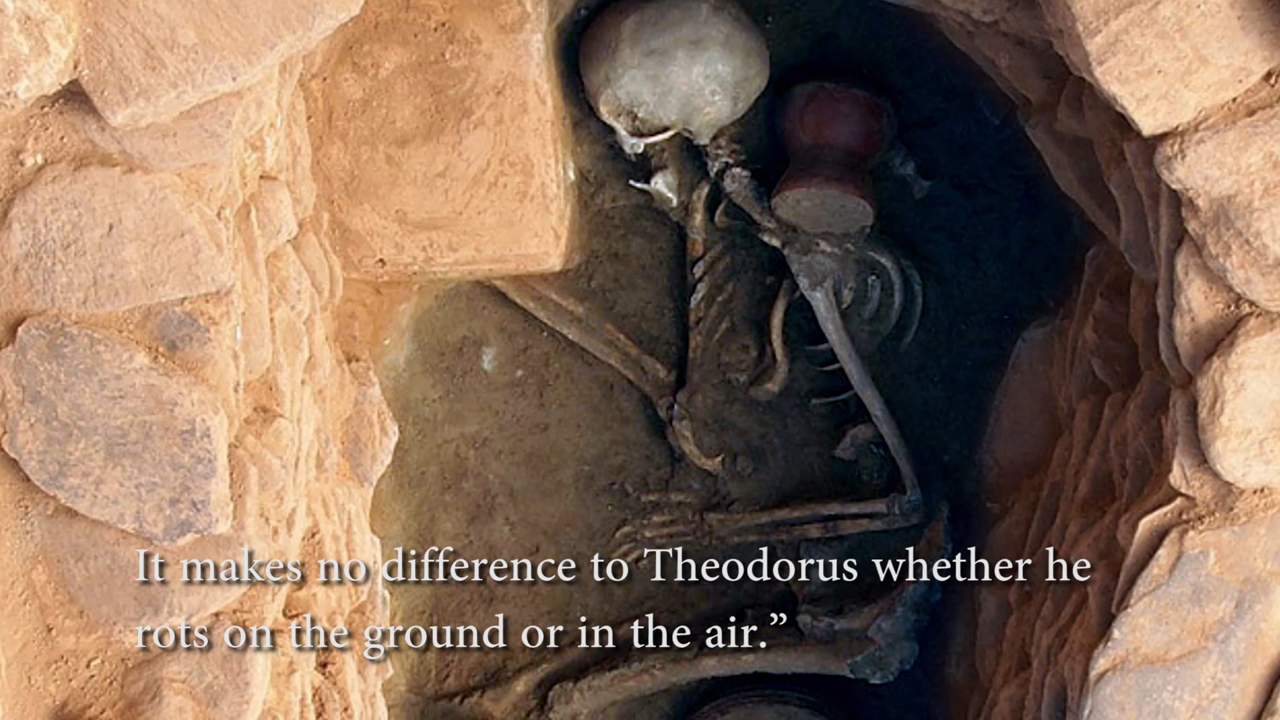 It makes no difference to Theodorus whether he
rots on the ground or in the air.”